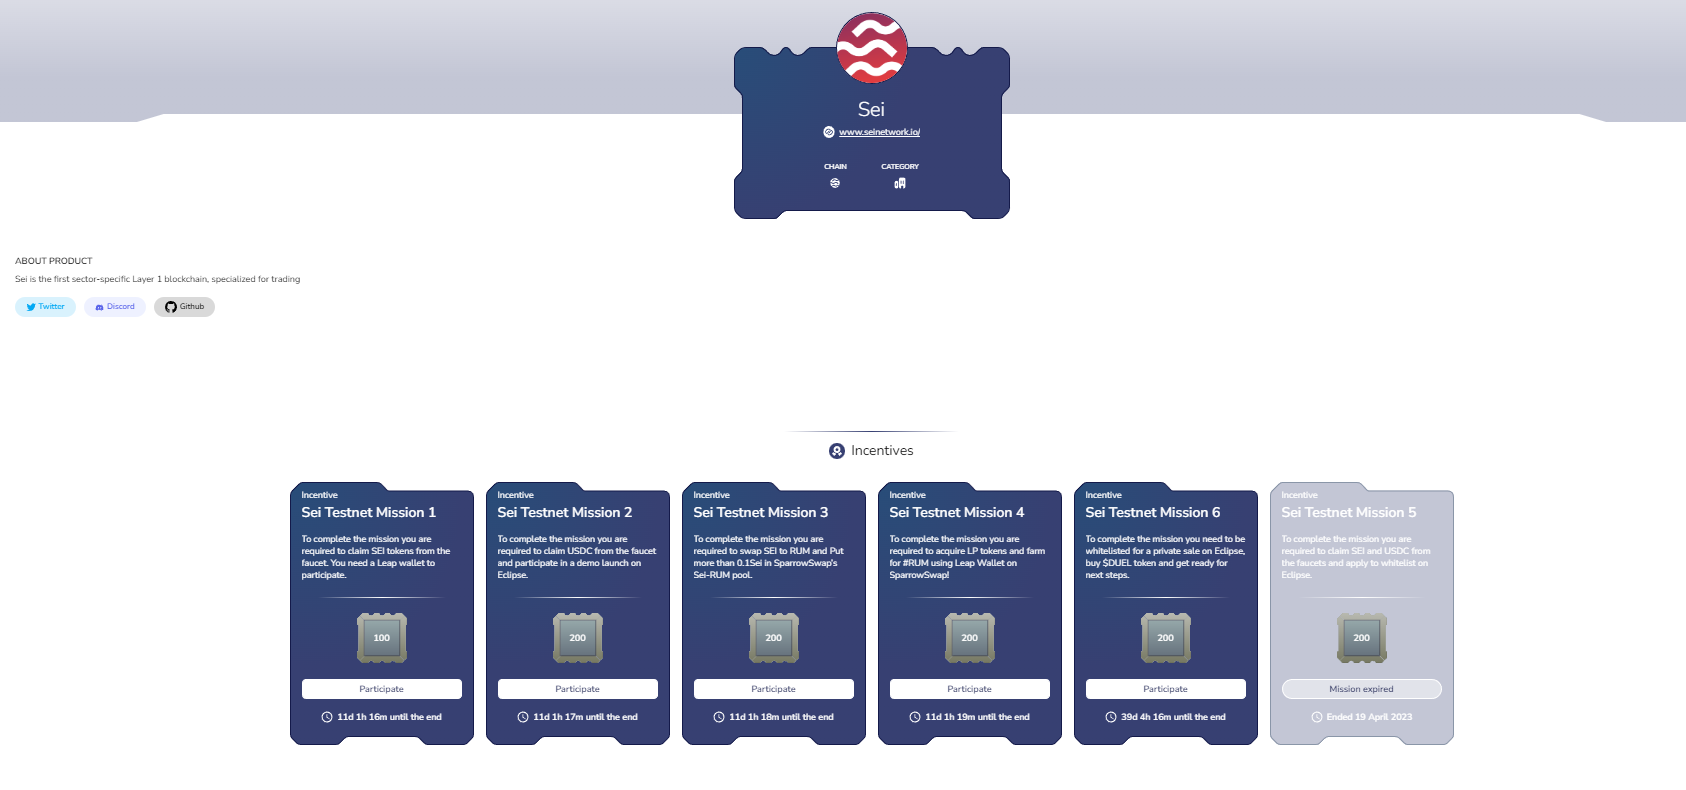 Sei
www.seinetwork.io/
CHAIN
CATEGORY
ABOUT PRODUCT
Sei is the first sector-specific Layer 1 blockchain, specialized for trading
Twitter
Discord
Github
Incentives
Incentive
Sei Testnet Mission 1
To complete the mission you are
required to claim SEI tokens from the
faucet. You need a Leap wallet to
participate.
100
Participate
11d 1h 16m until the end
Incentive
Sei Testnet Mission 2
To complete the mission you are
required to claim USDC from the faucet
and participate in a demo launch on
Eclipse.
200
Participate
11d 1h 17m until the end
Incentive
Sei Testnet Mission 3
To complete the mission you are
required to swap SEI to RUM and Put
more than 0.1Sei in SparrowSwap's
Sei-RUM pool.
200
Participate
11d 1h 18m until the end
Incentive
Sei Testnet Mission 4
To complete the mission you are
required to acquire LP tokens and farm
for #RUM using Leap Wallet on
SparrowSwap!
200
Participate
11d 1h 19m until the end
Incentive
Sei Testnet Mission 6
To complete the mission you need to be
whitelisted for a private sale on Eclipse,
buy $DUEL token and get ready for
next steps.
200
Participate
39d 4h 16m until the end
Incentive
Sei Testnet Mission 5
To complete the mission you are
required to claim SEI and USDC from
the faucets and apply to whitelist on
Eclipse.
200
Mission expired
Ended 19 April 2023